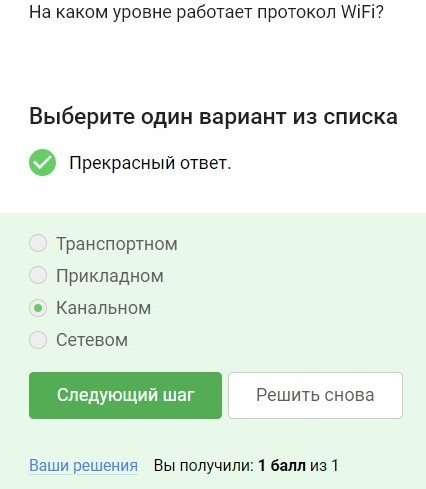 На каком уровне работает протокол WiFi?
Выберите один вариант из списка
Прекрасный ответ.
Транспортном
Прикладном
Канальном
Сетевом
Следующий шаг
Решить снова
Ваши решения Вы получили: 1 балл из 1